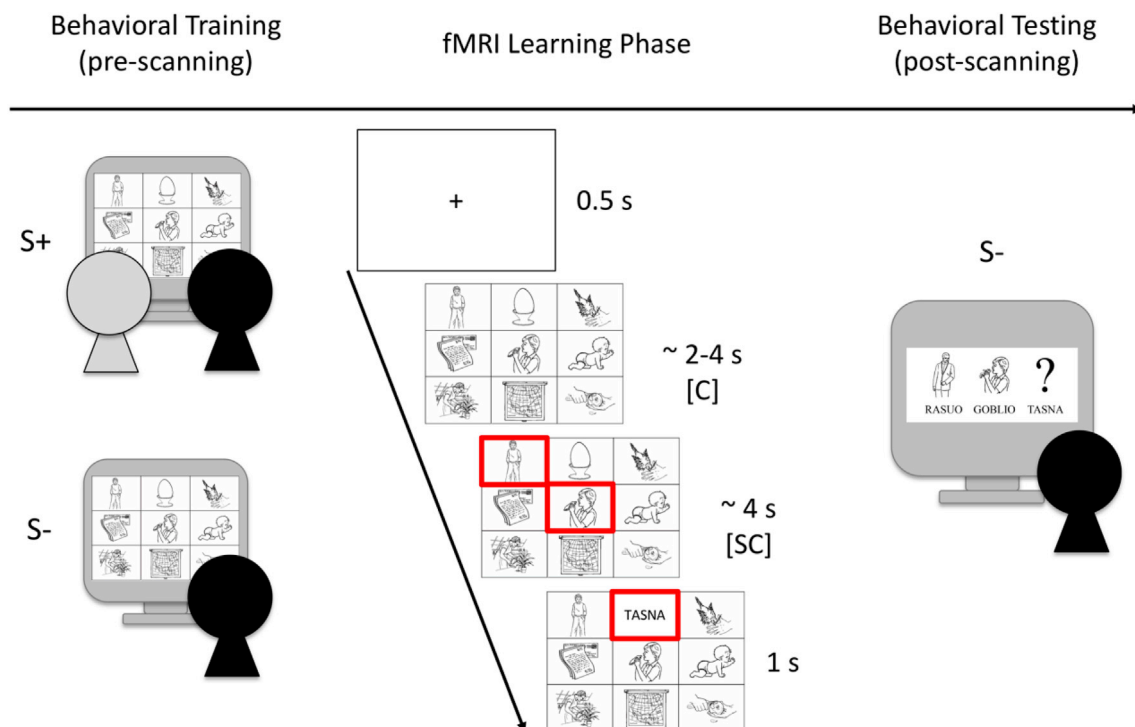 Behavioral Training
(pre-scanning)
fMRI Learning Phase
Behavioral Testing
(post-scanning)
S+
+
0.5 s
~ 2-4 s
[C]
S-
~ 4 s
[SC]
TASNA
1 s
S-
?
RASUO GOBLIO TASNA